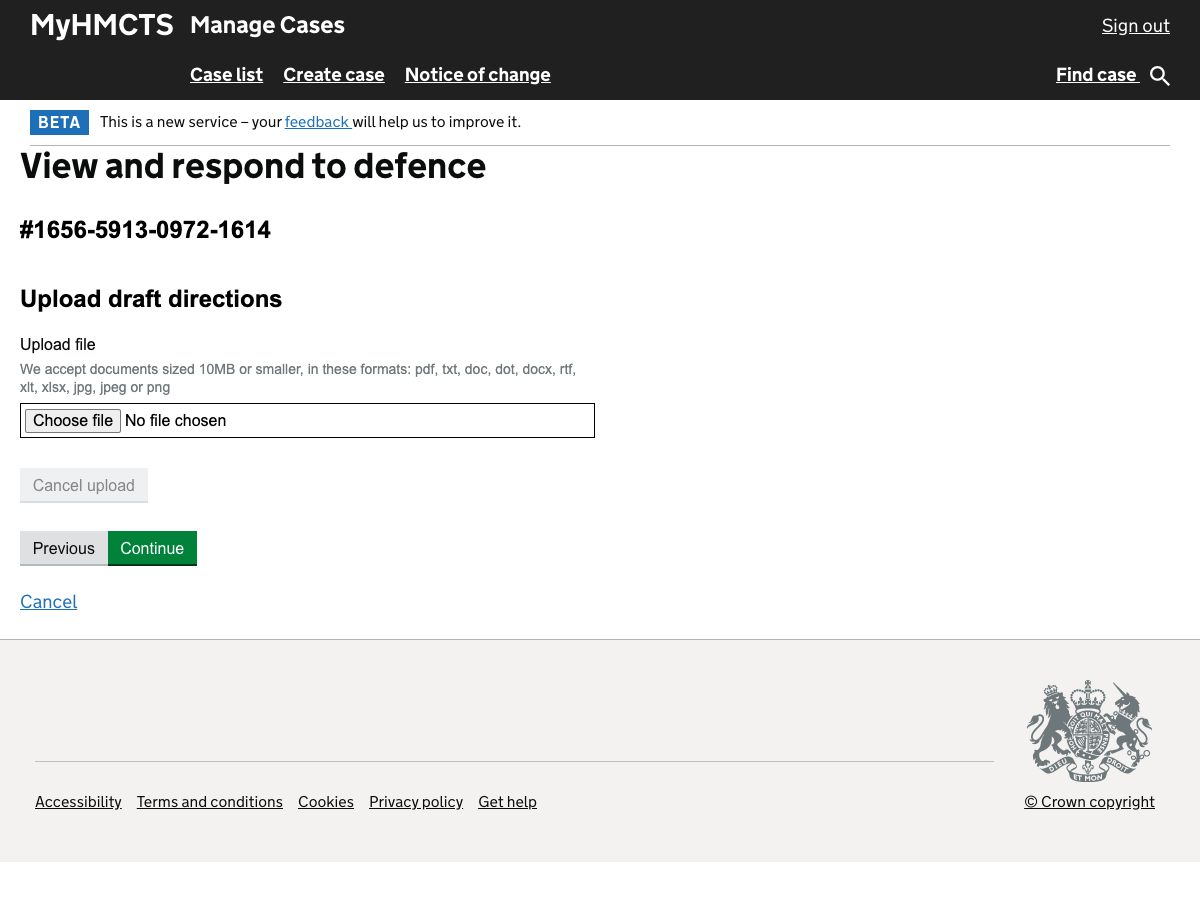 MyHMCTS Manage Cases Sign out
Case list Create case Notice of change Find case
BETA This is a new service – your feedback will help us to improve it.
View and respond to defence
#1656-5913-0972-1614
Upload draft directions
Upload file
We accept documents sized 10MB or smaller, in these formats: pdf, txt, doc, dot, docx, rtf,
xlt, xlsx, jpg, jpeg or png
Choose file No file chosen
Cancel upload
Previous Continue
Cancel
DIEU ET MON DROIT
Accessibility Terms and conditions Cookies Privacy policy Get help © Crown copyright